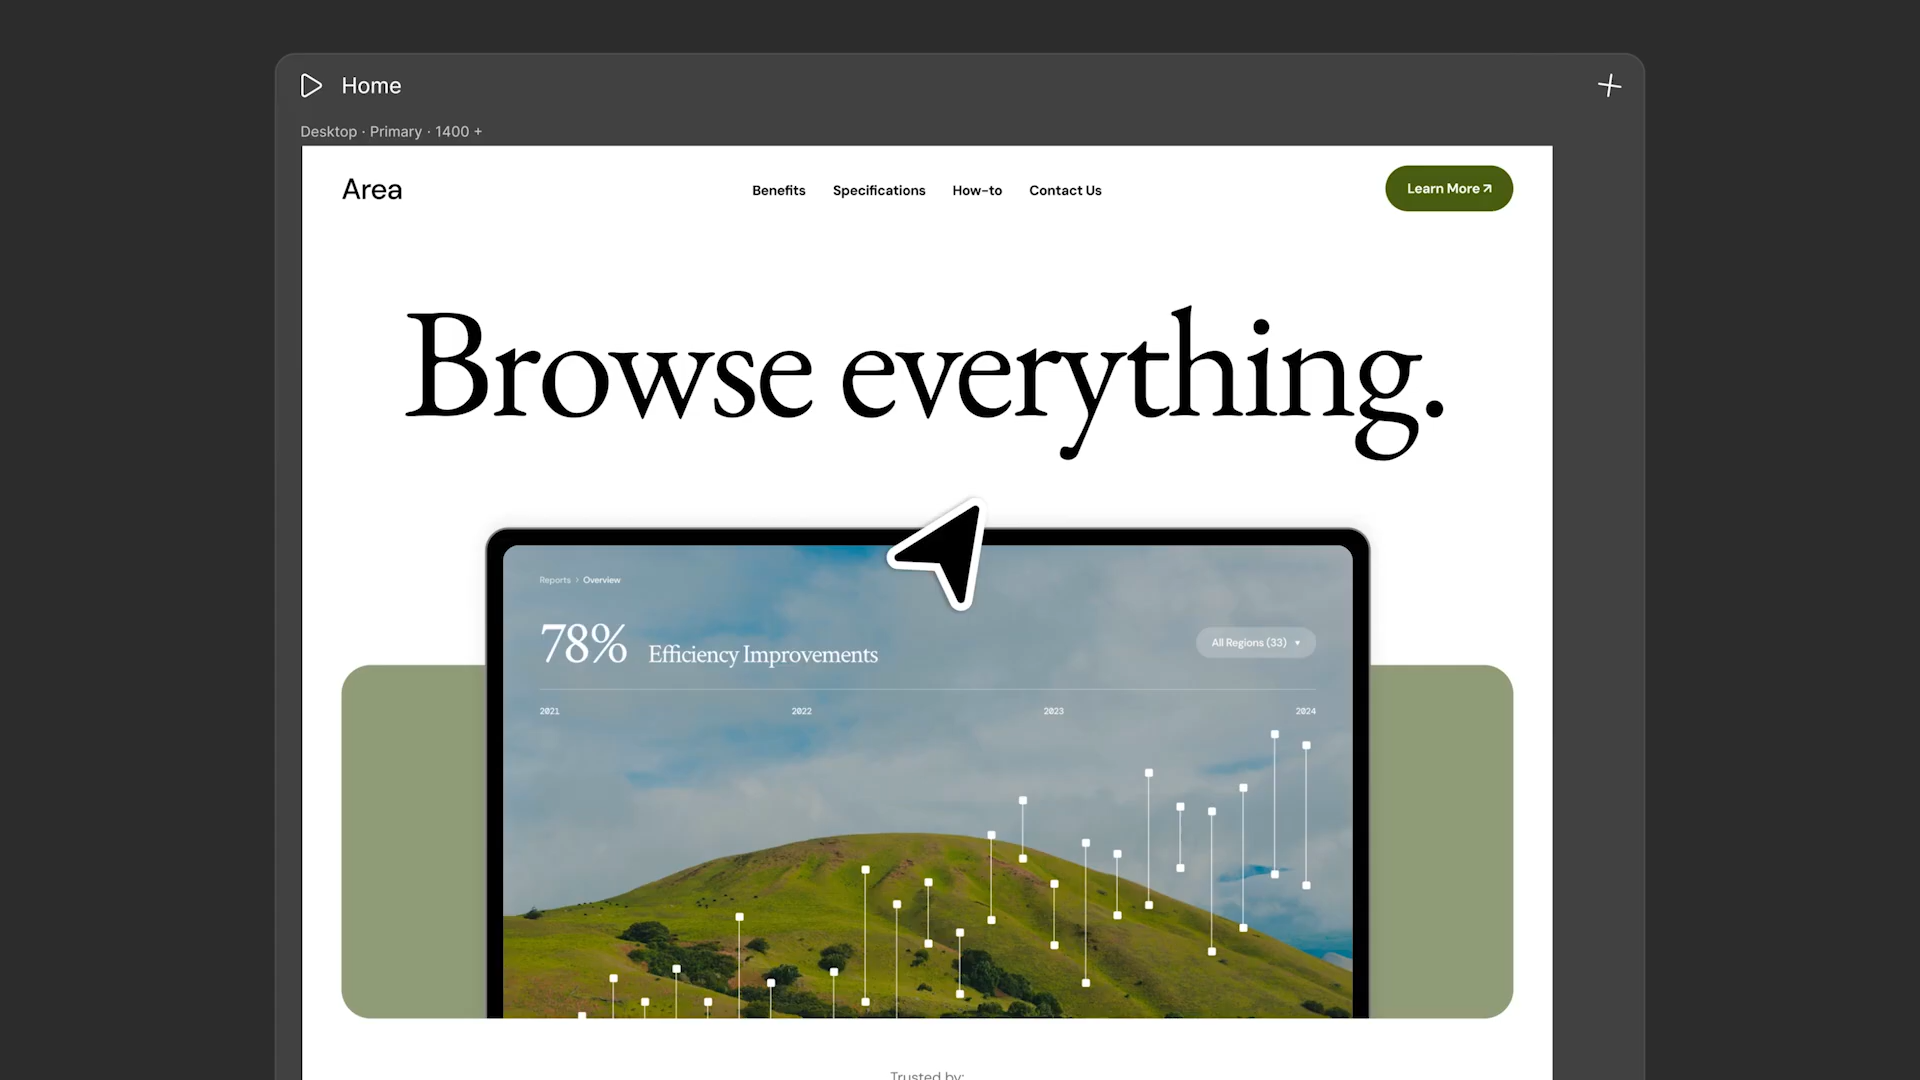 Home
Desktop · Primary · 1400 +
Area
Benefits
Specifications
How-to
Contact Us
Learn More
Browse everything.
Reports > Overview
78% Efficiency Improvements
All Regions (33)
2021
2022
2023
2024
Trusted by: